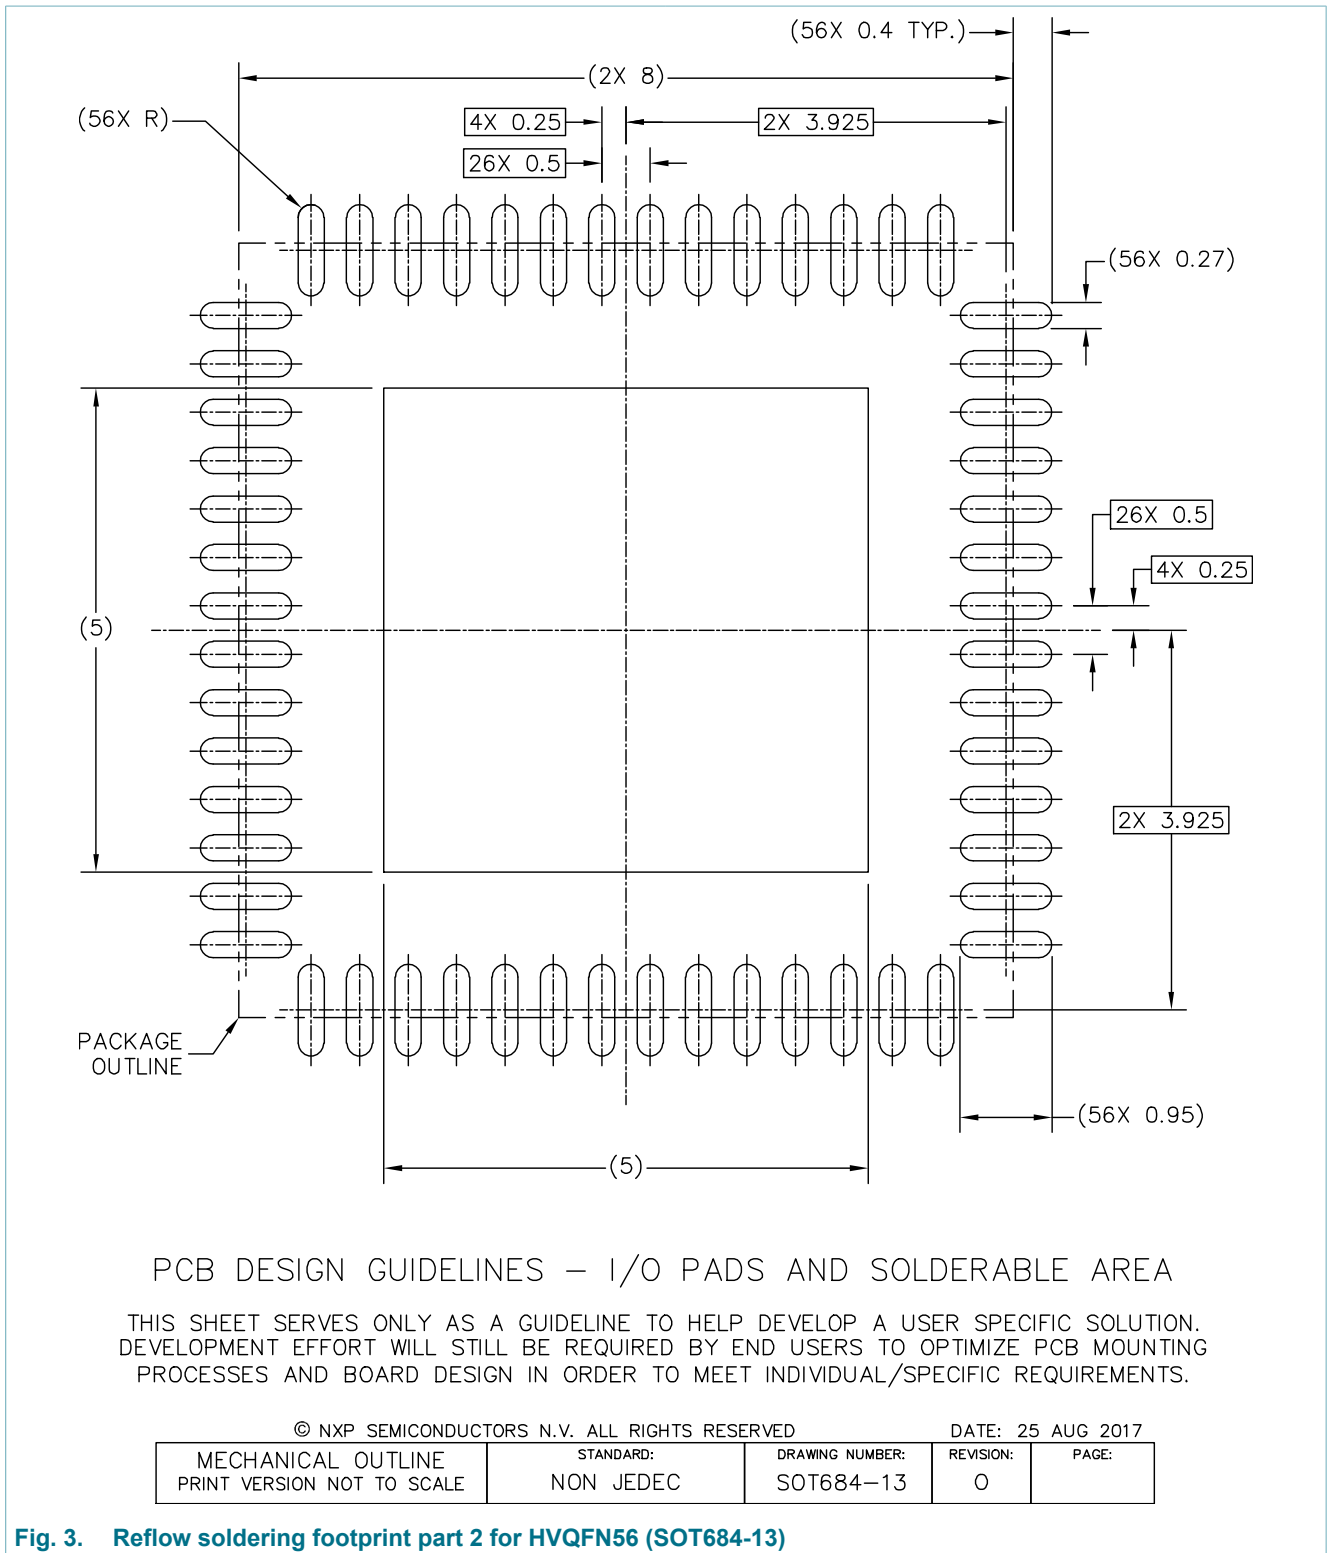 (56X 0.4 TYP.)
(2X 8)
(56X R)
4X 0.25
2X 3.925
26X 0.5
(56X 0.27)
26X 0.5
4X 0.25
(5)
2X 3.925
PACKAGE
OUTLINE
(56X 0.95)
(5)
PCB DESIGN GUIDELINES – I/O PADS AND SOLDERABLE AREA
THIS SHEET SERVES ONLY AS A GUIDELINE TO HELP DEVELOP A USER SPECIFIC SOLUTION.
DEVELOPMENT EFFORT WILL STILL BE REQUIRED BY END USERS TO OPTIMIZE PCB MOUNTING
PROCESSES AND BOARD DESIGN IN ORDER TO MEET INDIVIDUAL/SPECIFIC REQUIREMENTS.
© NXP SEMICONDUCTORS N.V. ALL RIGHTS RESERVED DATE: 25 AUG 2017
MECHANICAL OUTLINE STANDARD: DRAWING NUMBER: REVISION: PAGE:
PRINT VERSION NOT TO SCALE NON JEDEC SOT684–13 O
Fig. 3. Reflow soldering footprint part 2 for HVQFN56 (SOT684-13)